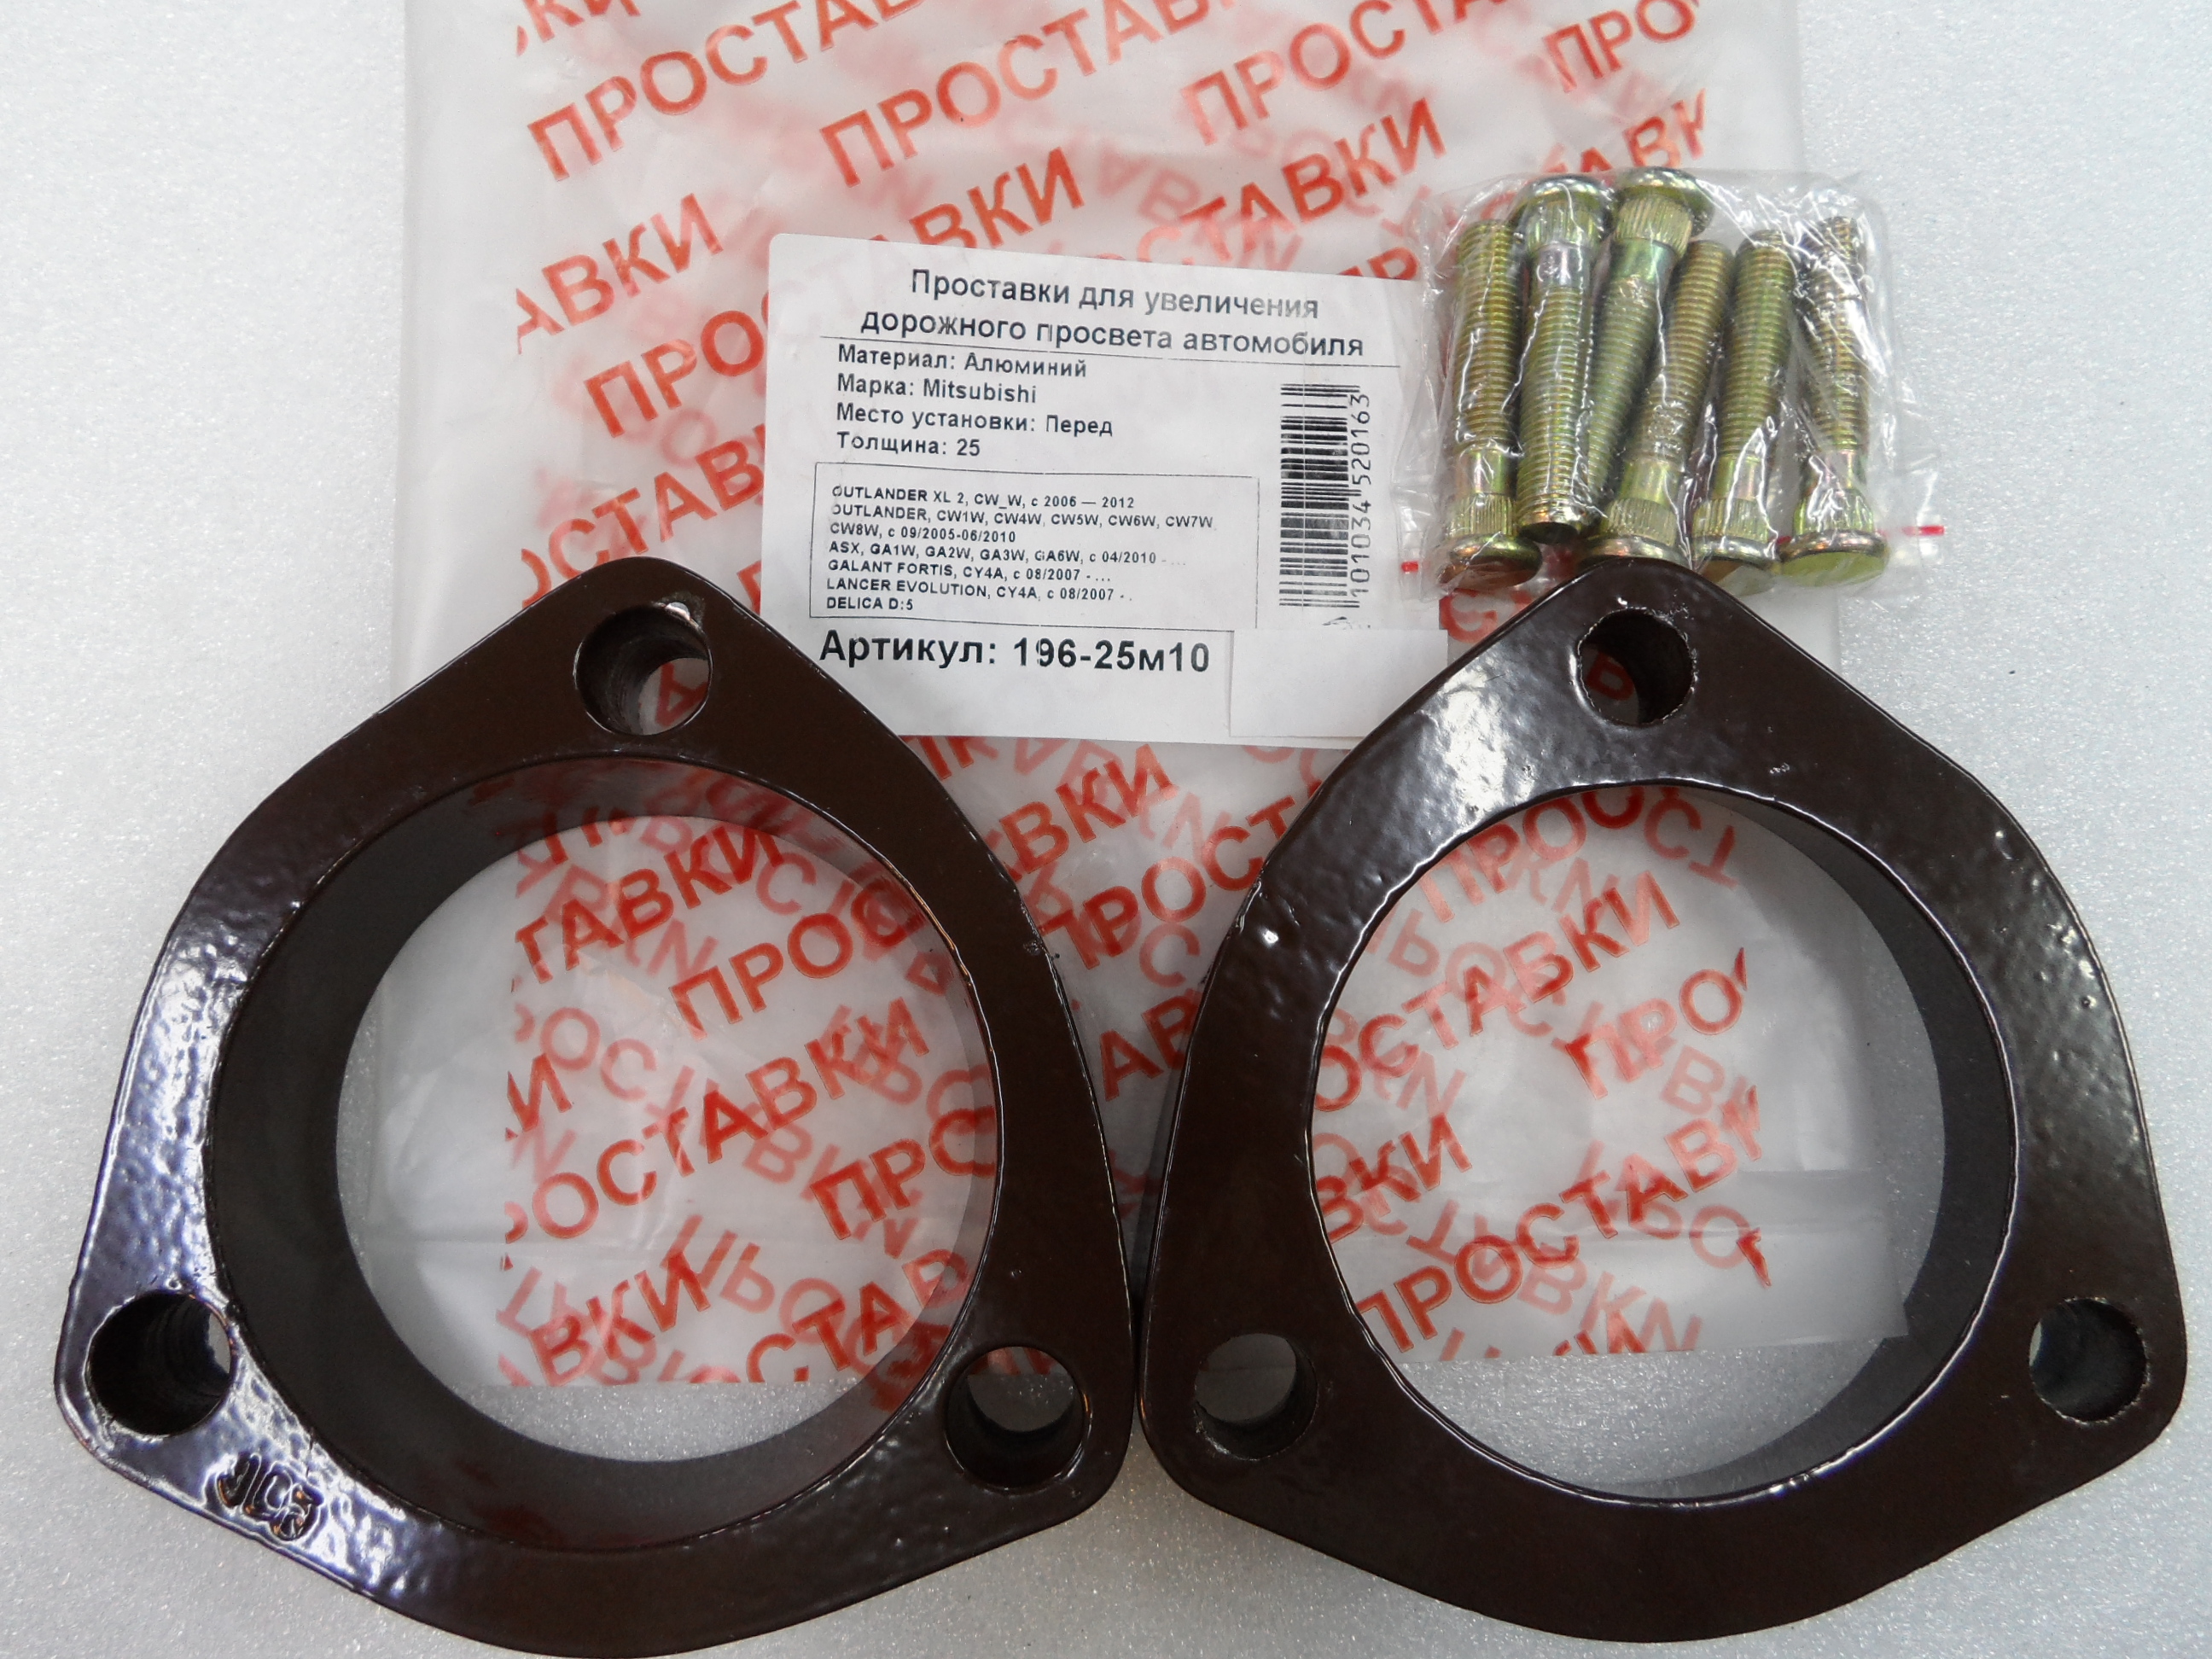 ПРОСТАВКИ
Проставки для увеличения
дорожного просвета автомобиля
Материал: Алюминий
Марка: Mitsubishi
Место установки: Перед
Толщина: 25
OUTLANDER XL 2, CW_W, с 2006 — 2012
OUTLANDER, CW1W, CW4W, CW5W, CW6W, CW7W,
CW8W, с 09/2005-06/2010
ASX, GA1W, GA2W, GA3W, GA6W, с 04/2010 - ...
GALANT FORTIS, CY4A, с 08/2007 - ...
LANCER EVOLUTION, CY4A, с 08/2007 - .
DELICA D:5
Артикул: 196-25м10
101034 520163